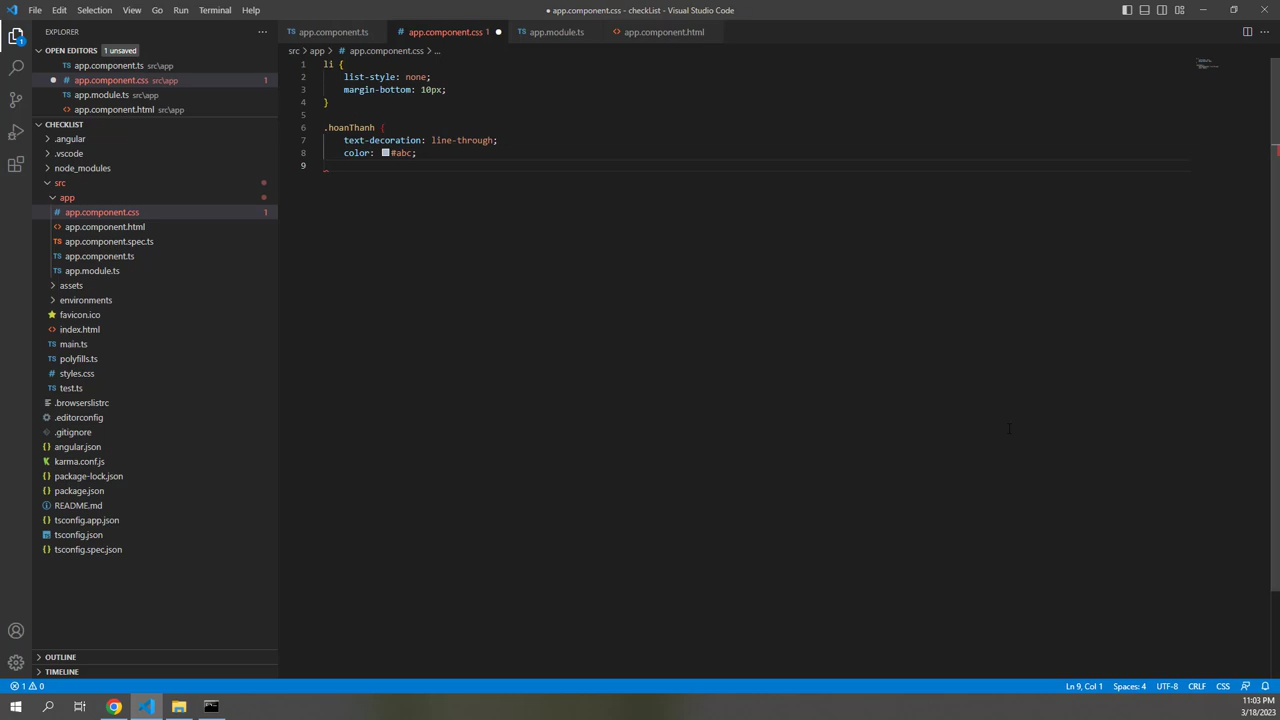 File Edit Selection View Go Run Terminal Help
● app.component.css - checkList - Visual Studio Code
EXPLORER
OPEN EDITORS 1 unsaved
TS app.component.ts src\app
# app.component.css src\app 1
TS app.module.ts src\app
<> app.component.html src\app
CHECKLIST
.angular
.vscode
node_modules
src
app
# app.component.css 1
<> app.component.html
TS app.component.spec.ts
TS app.component.ts
TS app.module.ts
assets
environments
favicon.ico
<> index.html
TS main.ts
TS polyfills.ts
# styles.css
TS test.ts
.browserslistrc
.editorconfig
.gitignore
{} angular.json
karma.conf.js
{} package-lock.json
{} package.json
README.md
{} tsconfig.app.json
tsconfig.json
{} tsconfig.spec.json
OUTLINE
TIMELINE
TS app.component.ts # app.component.css 1 ● TS app.module.ts <> app.component.html
src > app > # app.component.css > ...
1 li {
2 list-style: none;
3 margin-bottom: 10px;
4 }
5
6 .hoanThanh {
7 text-decoration: line-through;
8 color: #abc;
9
1 0
Ln 9, Col 1 Spaces: 4 UTF-8 CRLF CSS
11:03 PM
3/18/2023